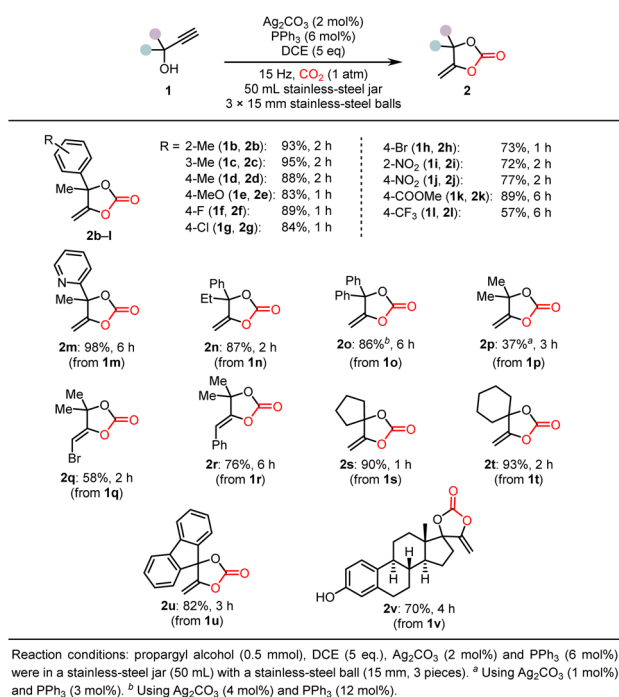 Ag2CO3 (2 mol%)
PPh3 (6 mol%)
DCE (5 eq)
15 Hz, CO2 (1 atm)
50 mL stainless-steel jar
3 × 15 mm stainless-steel balls
OH
1
O
O
O
2
R
Me
O
O
O
2b–l
R = 2-Me (1b, 2b) 93%, 2 h
3-Me (1c, 2c) 95%, 2 h
4-Me (1d, 2d) 88%, 2 h
4-MeO (1e, 2e) 83%, 1 h
4-F (1f, 2f) 89%, 1 h
4-Cl (1g, 2g) 84%, 1 h
4-Br (1h, 2h) 73%, 1 h
2-NO2 (1i, 2i) 72%, 2 h
4-NO2 (1j, 2j): 77%, 2 h
4-COOMe (1k, 2k) 89%, 6 h
4-CF3 (1l, 2l): 57%, 6 h
N
Me
O
O
O
2m: 98%, 6 h
(from 1m)
Ph
Et
O
O
O
2n: 87%, 2 h
(from 1n)
Ph
Ph
O
O
O
2o: 86%b, 6 h
(from 1o)
Me
Me
O
O
O
2p: 37%a, 3 h
(from 1p)
Me
Me
O
O
O
Br
2q: 58%, 2 h
(from 1q)
Me
Me
O
O
O
Ph
2r: 76%, 6 h
(from 1r)
O
O
O
2s: 90%, 1 h
(from 1s)
O
O
O
2t: 93%, 2 h
(from 1t)
O
O
O
2u: 82%, 3 h
(from 1u)
O
O
O
H
H
H
HO
2v: 70%, 4 h
(from 1v)
Reaction conditions: propargyl alcohol (0.5 mmol), DCE (5 eq.), Ag2CO3 (2 mol%) and PPh3 (6 mol%)
were in a stainless-steel jar (50 mL) with a stainless-steel ball (15 mm, 3 pieces). a Using Ag2CO3 (1 mol%)
and PPh3 (3 mol%). b Using Ag2CO3 (4 mol%) and PPh3 (12 mol%).